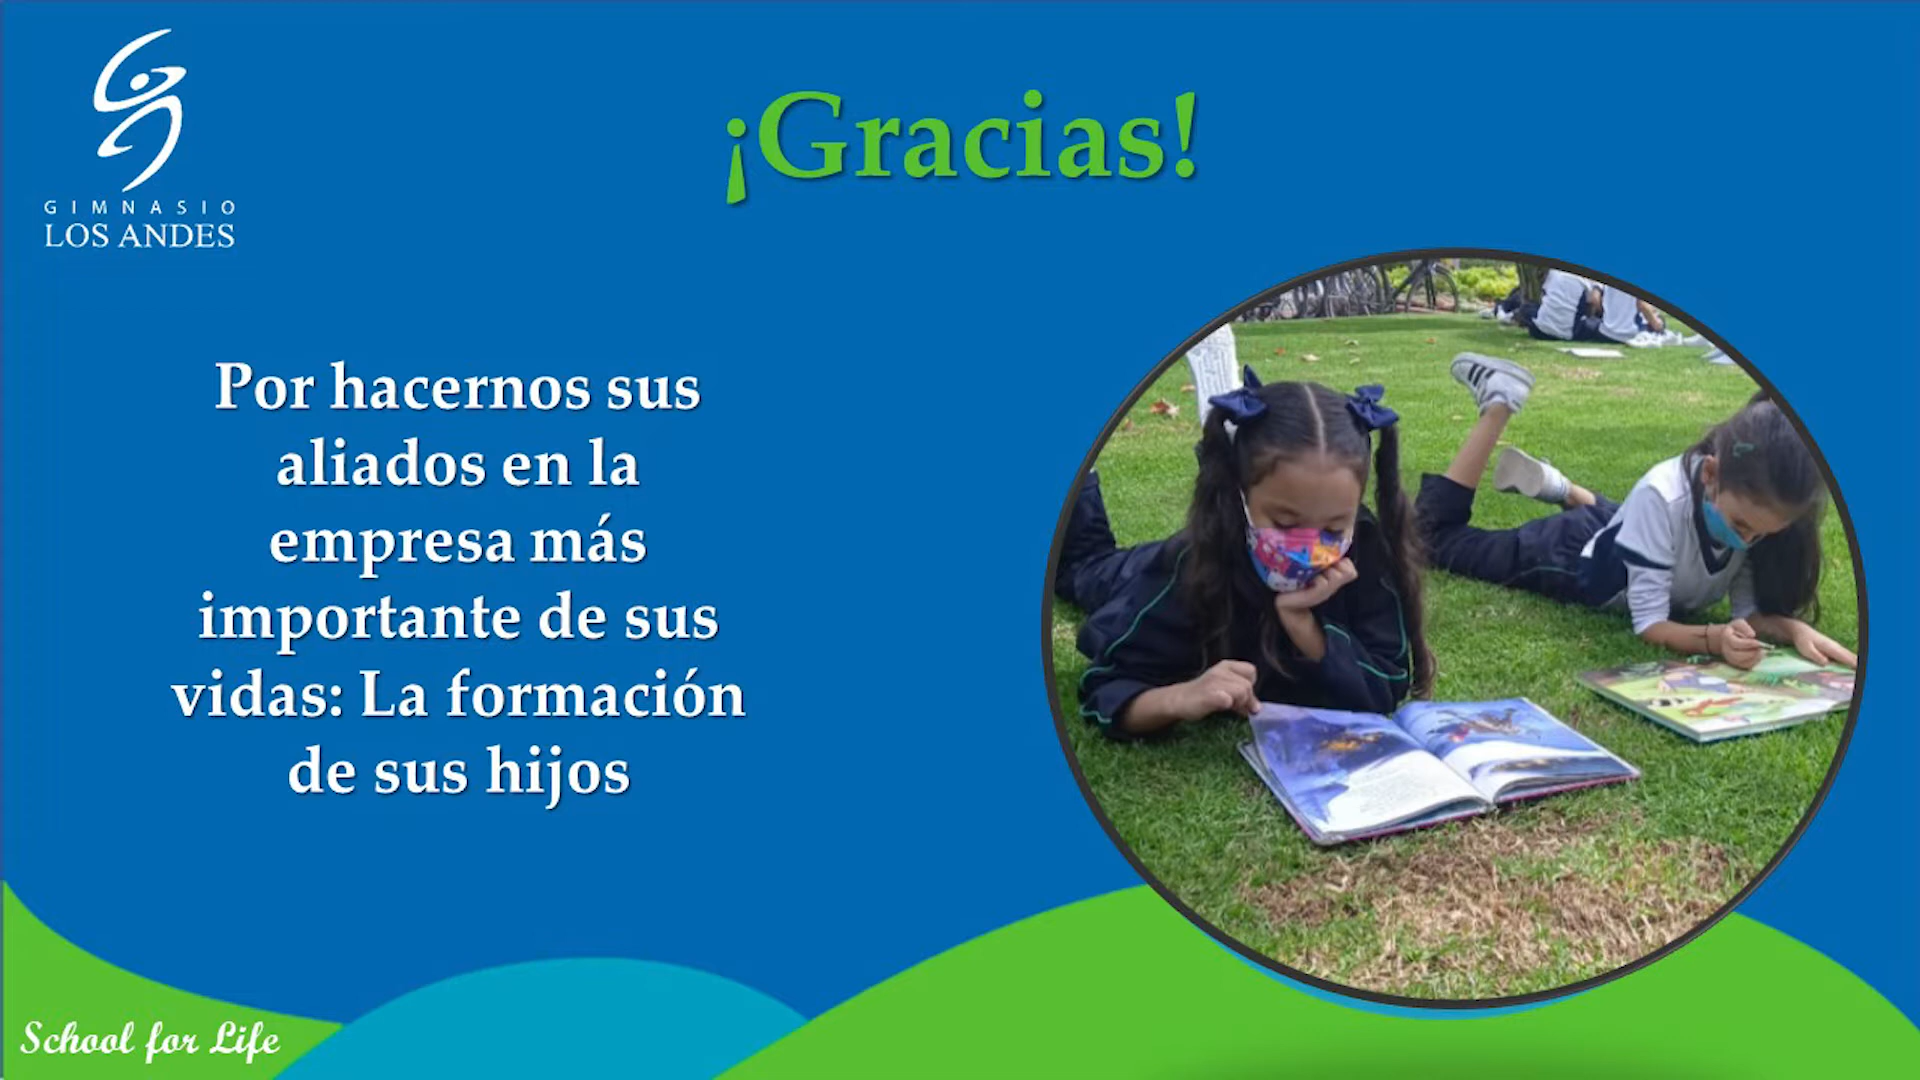 GIMNASIO
LOS ANDES
¡Gracias!
Por hacernos sus
aliados en la
empresa más
importante de sus
vidas: La formación
de sus hijos
School for Life